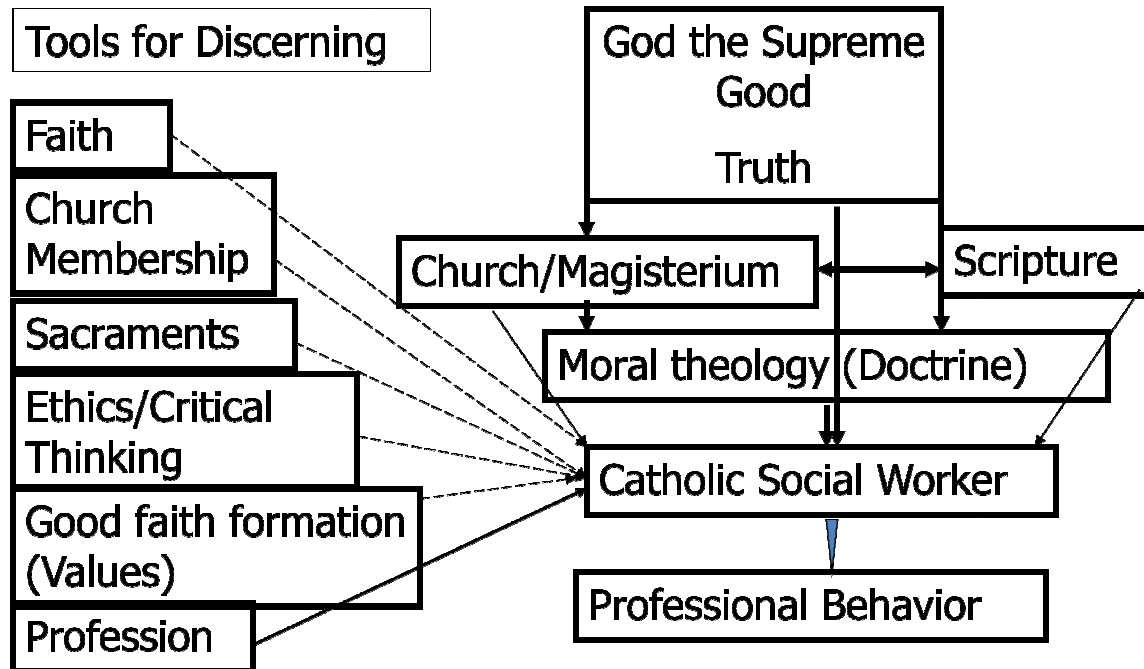 Tools for Discerning
God the Supreme
Good
Truth
Faith
Church
Membership
Church/Magisterium
Scripture
Sacraments
Moral theology (Doctrine)
Ethics/Critical
Thinking
Catholic Social Worker
Good faith formation
(Values)
Professional Behavior
Profession